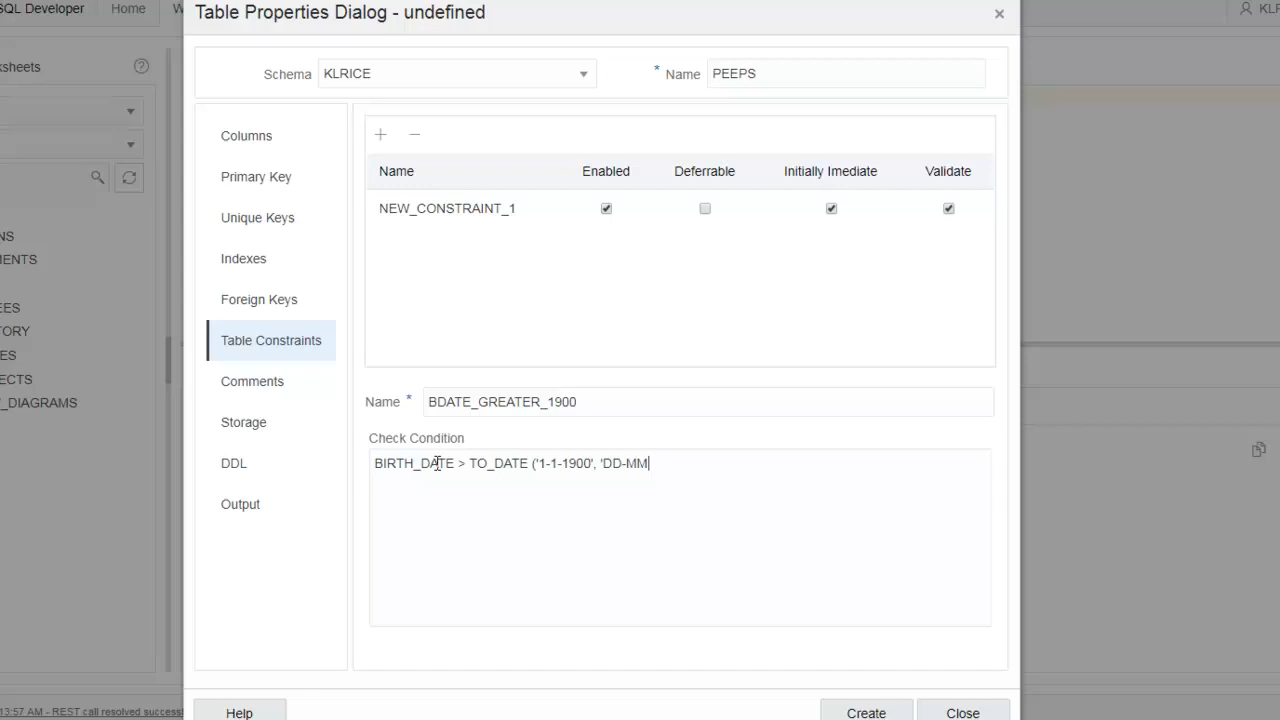 SQL Developer Home W KLR
Table Properties Dialog - undefined ×
ksheets
Schema KLRICE * Name PEEPS
Columns
Primary Key
Unique Keys
Indexes
Foreign Keys
Table Constraints
Comments
Storage
DDL
Output
NS
MENTS
EES
TORY
ES
ECTS
_DIAGRAMS
+ −
Name Enabled Deferrable Initially Imediate Validate
NEW_CONSTRAINT_1
Name * BDATE_GREATER_1900
Check Condition
BIRTH_DATE > TO_DATE ('1-1-1900', 'DD-MM
13:57 AM - REST call resolved success
Help Create Close